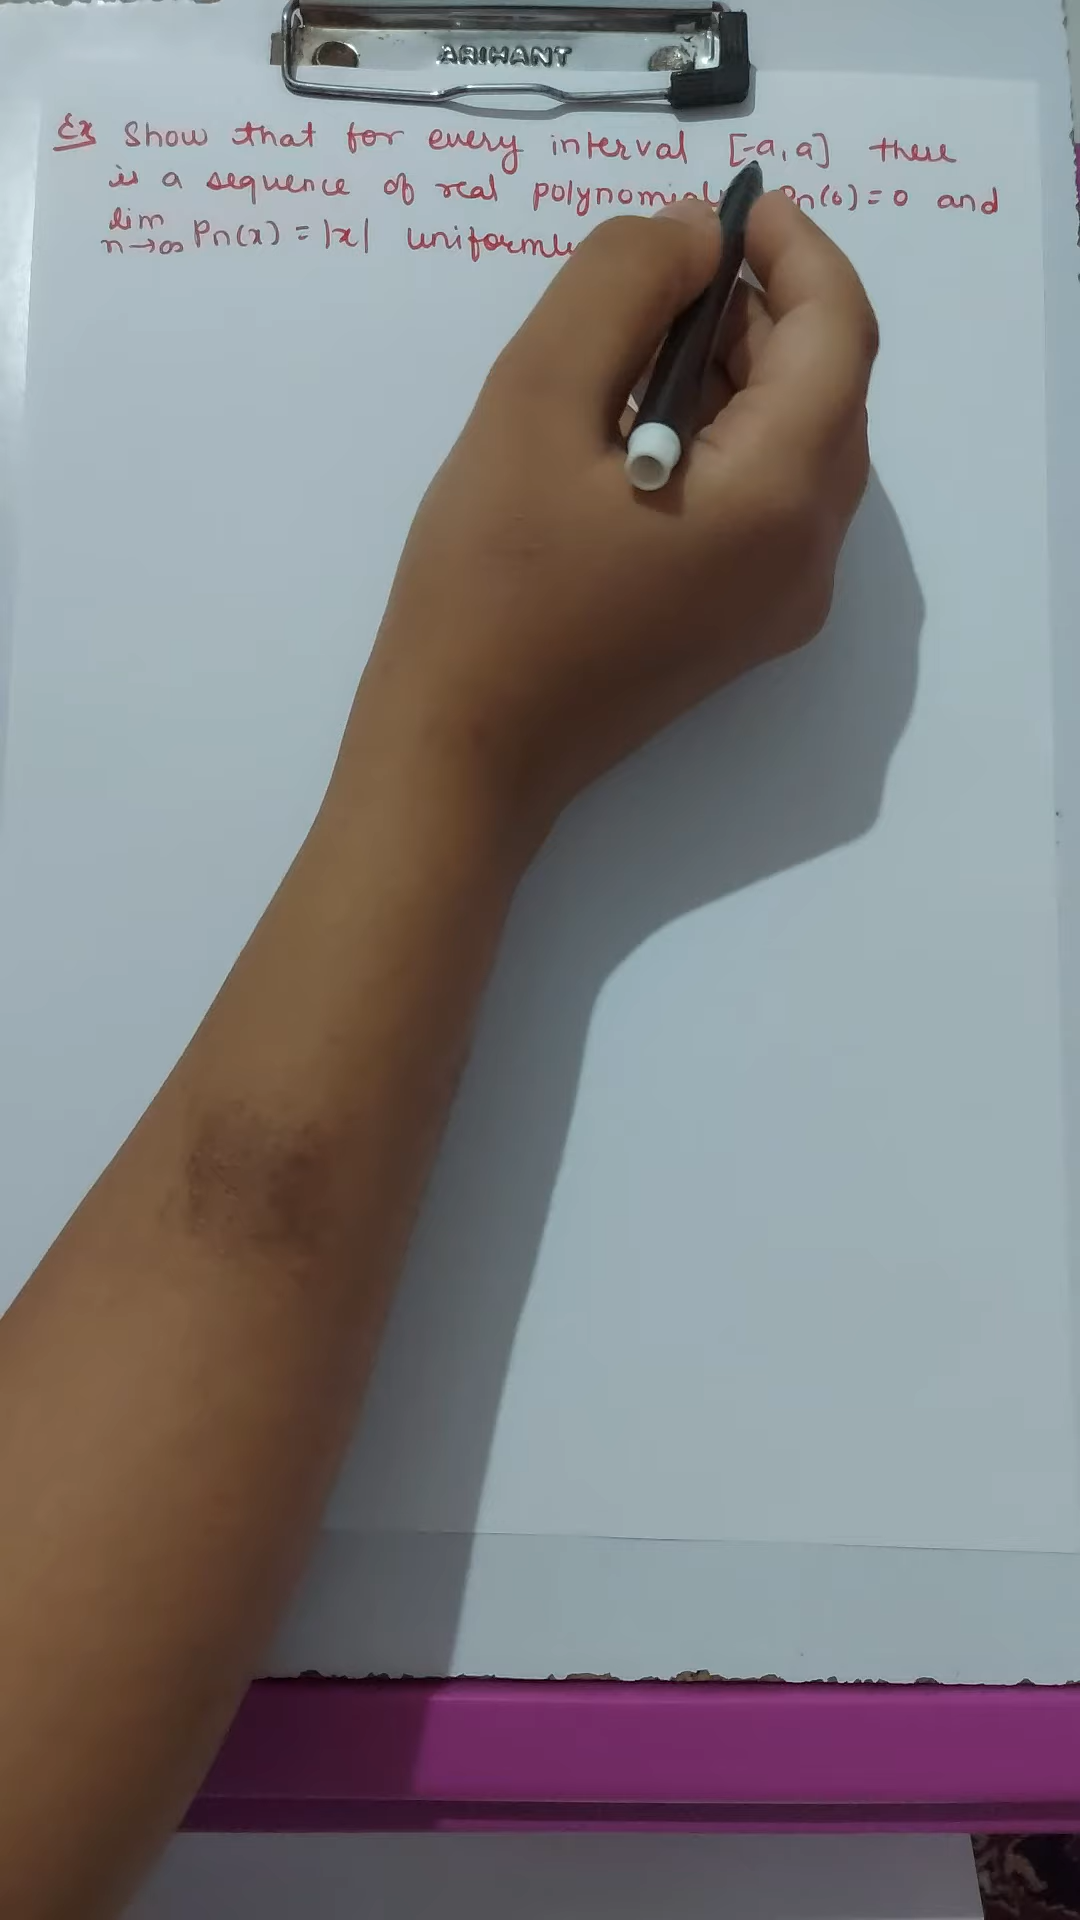 ARIHANT
Ex Show that for every interval [-a, a] there
is a sequence of real polynomial Pn(0) = 0 and
lim n→∞ Pn(x) = |x| uniformly